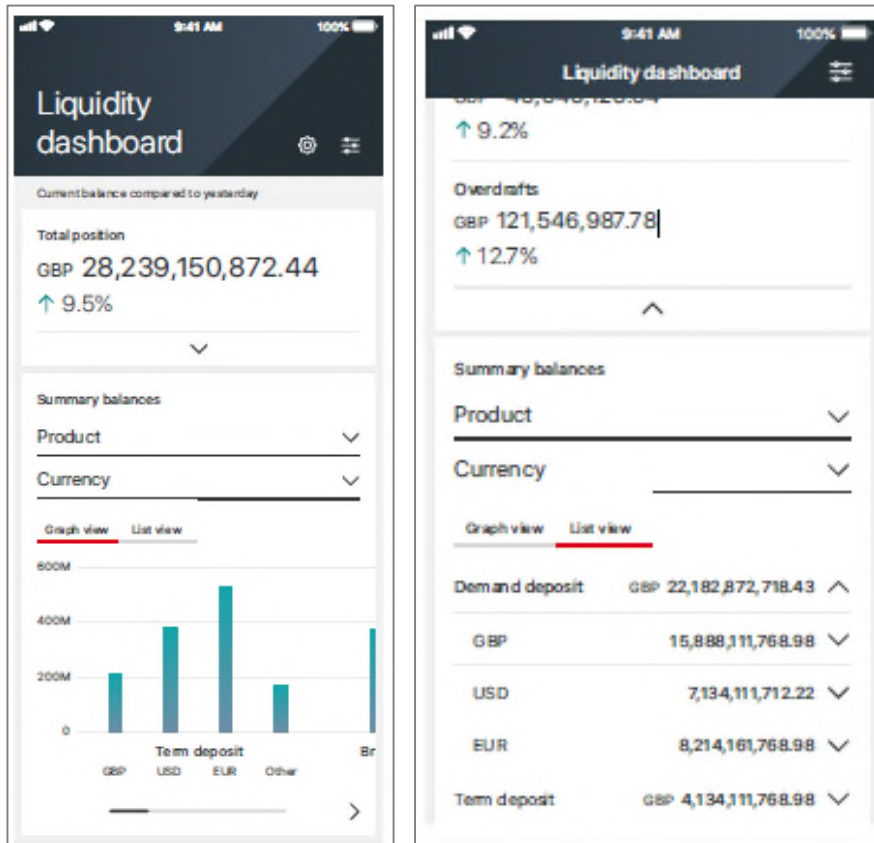 9:41 AM 100%
Liquidity
dashboard
Current balance compared to yesterday
Total position
GBP 28,239,150,872.44
↑ 9.5%
Summary balances
Product
Currency
Graph view List view
600M
400M
200M
0
Term deposit Br
GBP USD EUR Other
9:41 AM 100%
Liquidity dashboard
↑ 9.2%
Overdrafts
GBP 121,546,987.78
↑ 12.7%
Summary balances
Product
Currency
Graph view List view
Demand deposit GBP 22,182,872,718.43
GBP 15,888,111,768.98
USD 7,134,111,712.22
EUR 8,214,161,768.98
Term deposit GBP 4,134,111,768.98